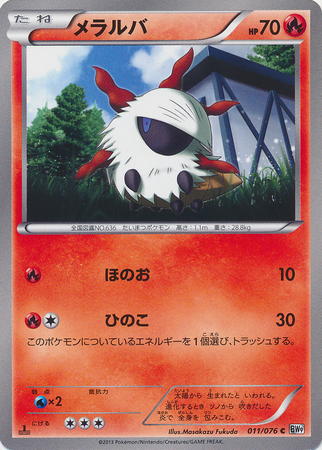 たね
メラルバ
HP70
全国図鑑NO.636 たいまつポケモン 高さ:1.1m 重さ:28.8kg
ほのお 10
ひのこ 30
このポケモンについているエネルギーを1個選び、トラッシュする。
弱点 抵抗力
×2
にげる
太陽から 生まれたと いわれる。
進化するとき ツノから 吹きだした
炎で 全身を 包みこむ。
Illus.Masakazu Fukuda
011/076 C BW9
©2013 Pokémon/Nintendo/Creatures/GAME FREAK.